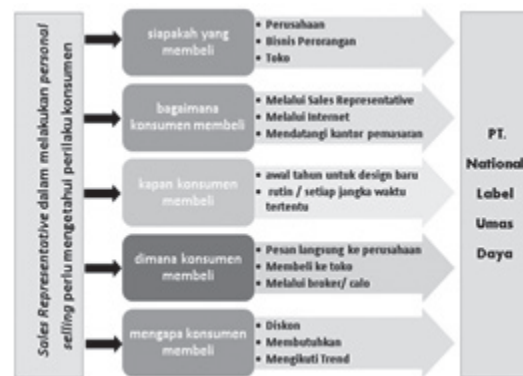 Sales Representative dalam melakukan personal
selling perlu mengetahui perilaku konsumen
siapakah yang
membeli
• Perusahaan
• Bisnis Perorangan
• Toko
bagaimana
konsumen membeli
• Melalui Sales Representative
• Melalui Internet
• Mendatangi kantor pemasaran
kapan konsumen
membeli
• awal tahun untuk design baru
• rutin / setiap jangka waktu
tertentu
dimana konsumen
membeli
• Pesan langsung ke perusahaan
• Membeli ke toko
• Melalui broker/ calo
mengapa konsumen
membeli
• Diskon
• Membutuhkan
• Mengikuti Trend
PT.
National
Label
Umas
Daya